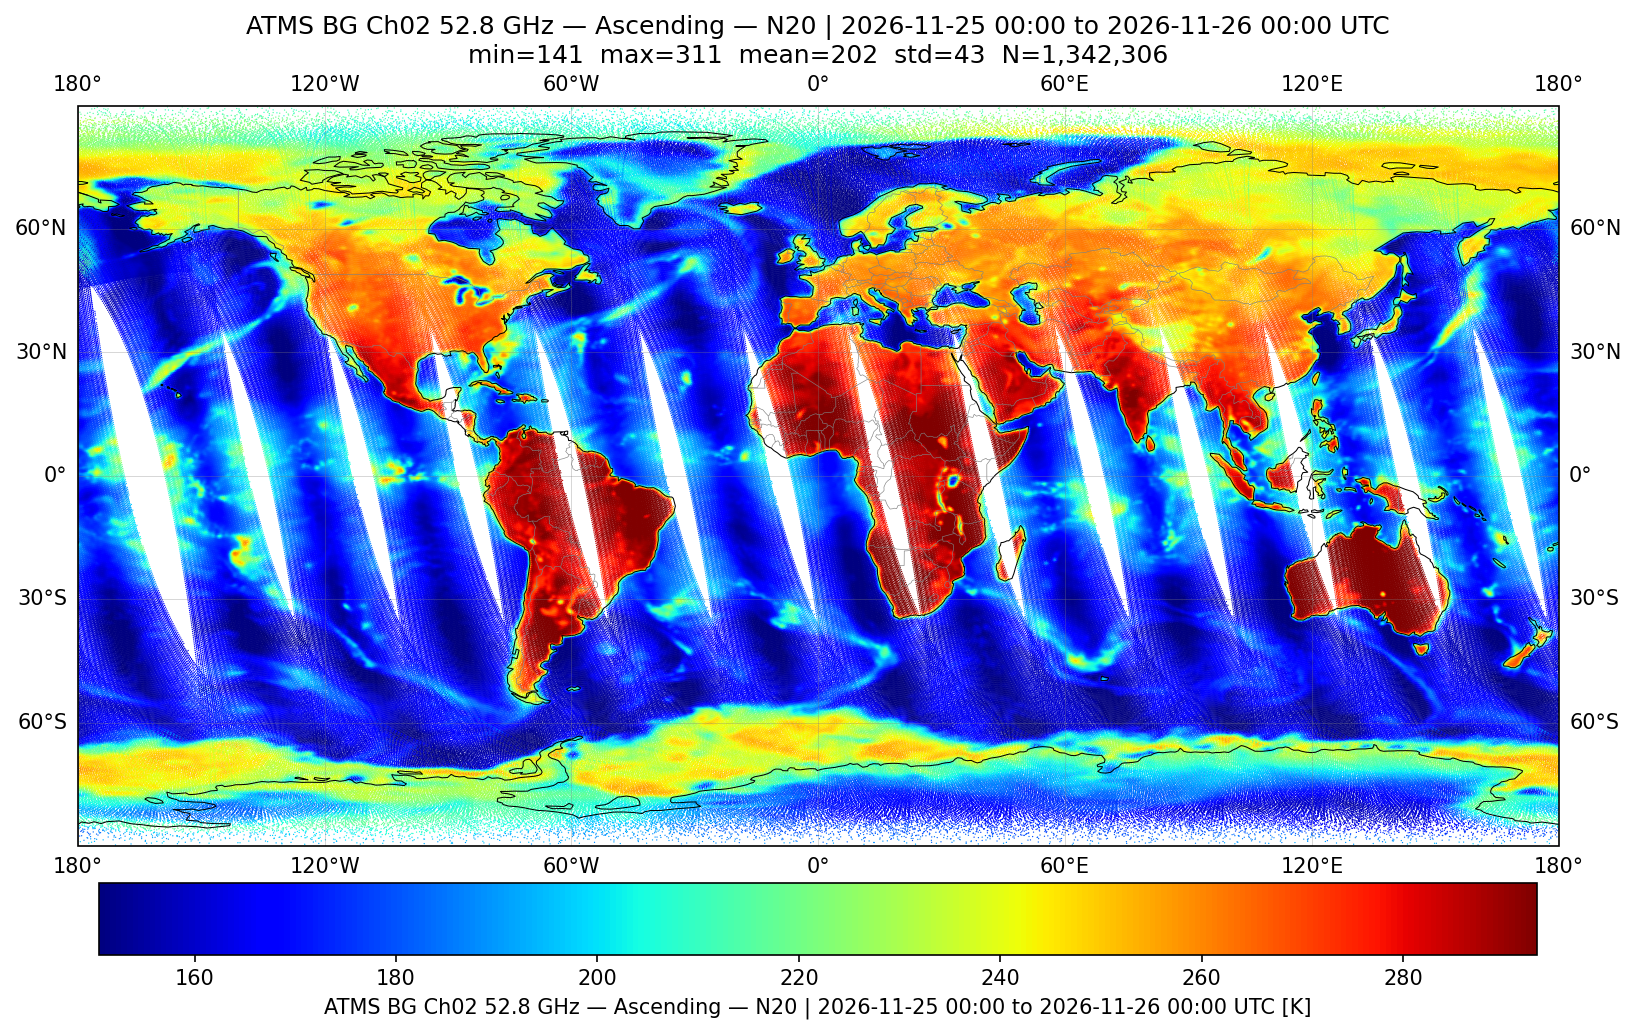 ATMS BG Ch02 52.8 GHz — Ascending — N20 | 2026-11-25 00:00 to 2026-11-26 00:00 UTC
min=141  max=311  mean=202  std=43  N=1,342,306
180° 120°W 60°W 0° 60°E 120°E 180°
60°N 60°N
30°N 30°N
0° 0°
30°S 30°S
60°S 60°S
180° 120°W 60°W 0° 60°E 120°E 180°
160 180 200 220 240 260 280
ATMS BG Ch02 52.8 GHz — Ascending — N20 | 2026-11-25 00:00 to 2026-11-26 00:00 UTC [K]